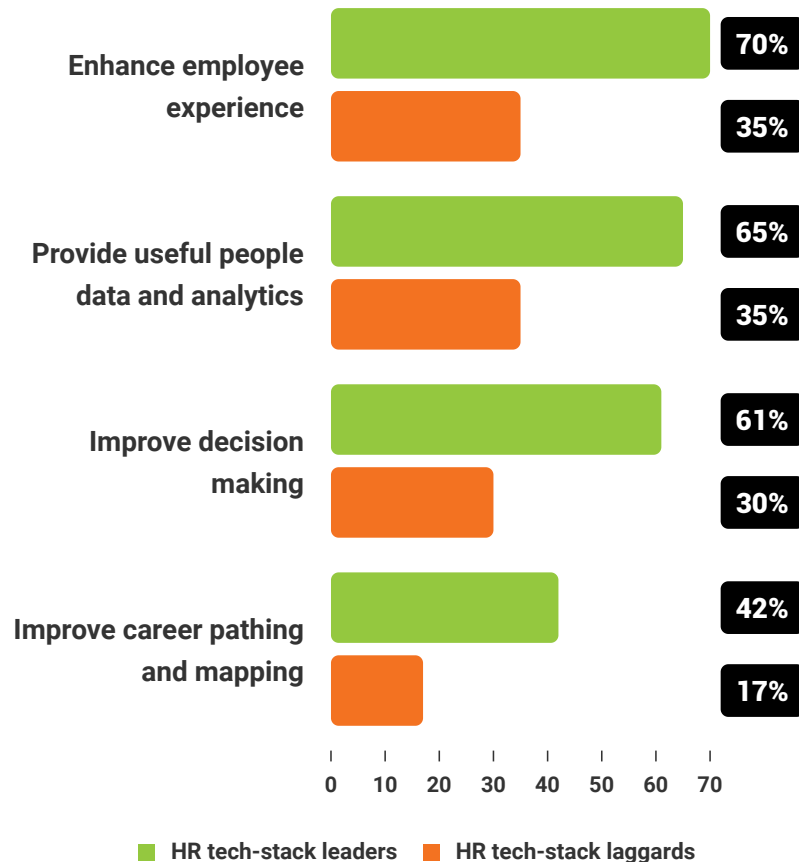 Enhance employee
experience
70%
35%
Provide useful people
data and analytics
65%
35%
Improve decision
making
61%
30%
Improve career pathing
and mapping
42%
17%
0 10 20 30 40 50 60 70
HR tech-stack leaders HR tech-stack laggards